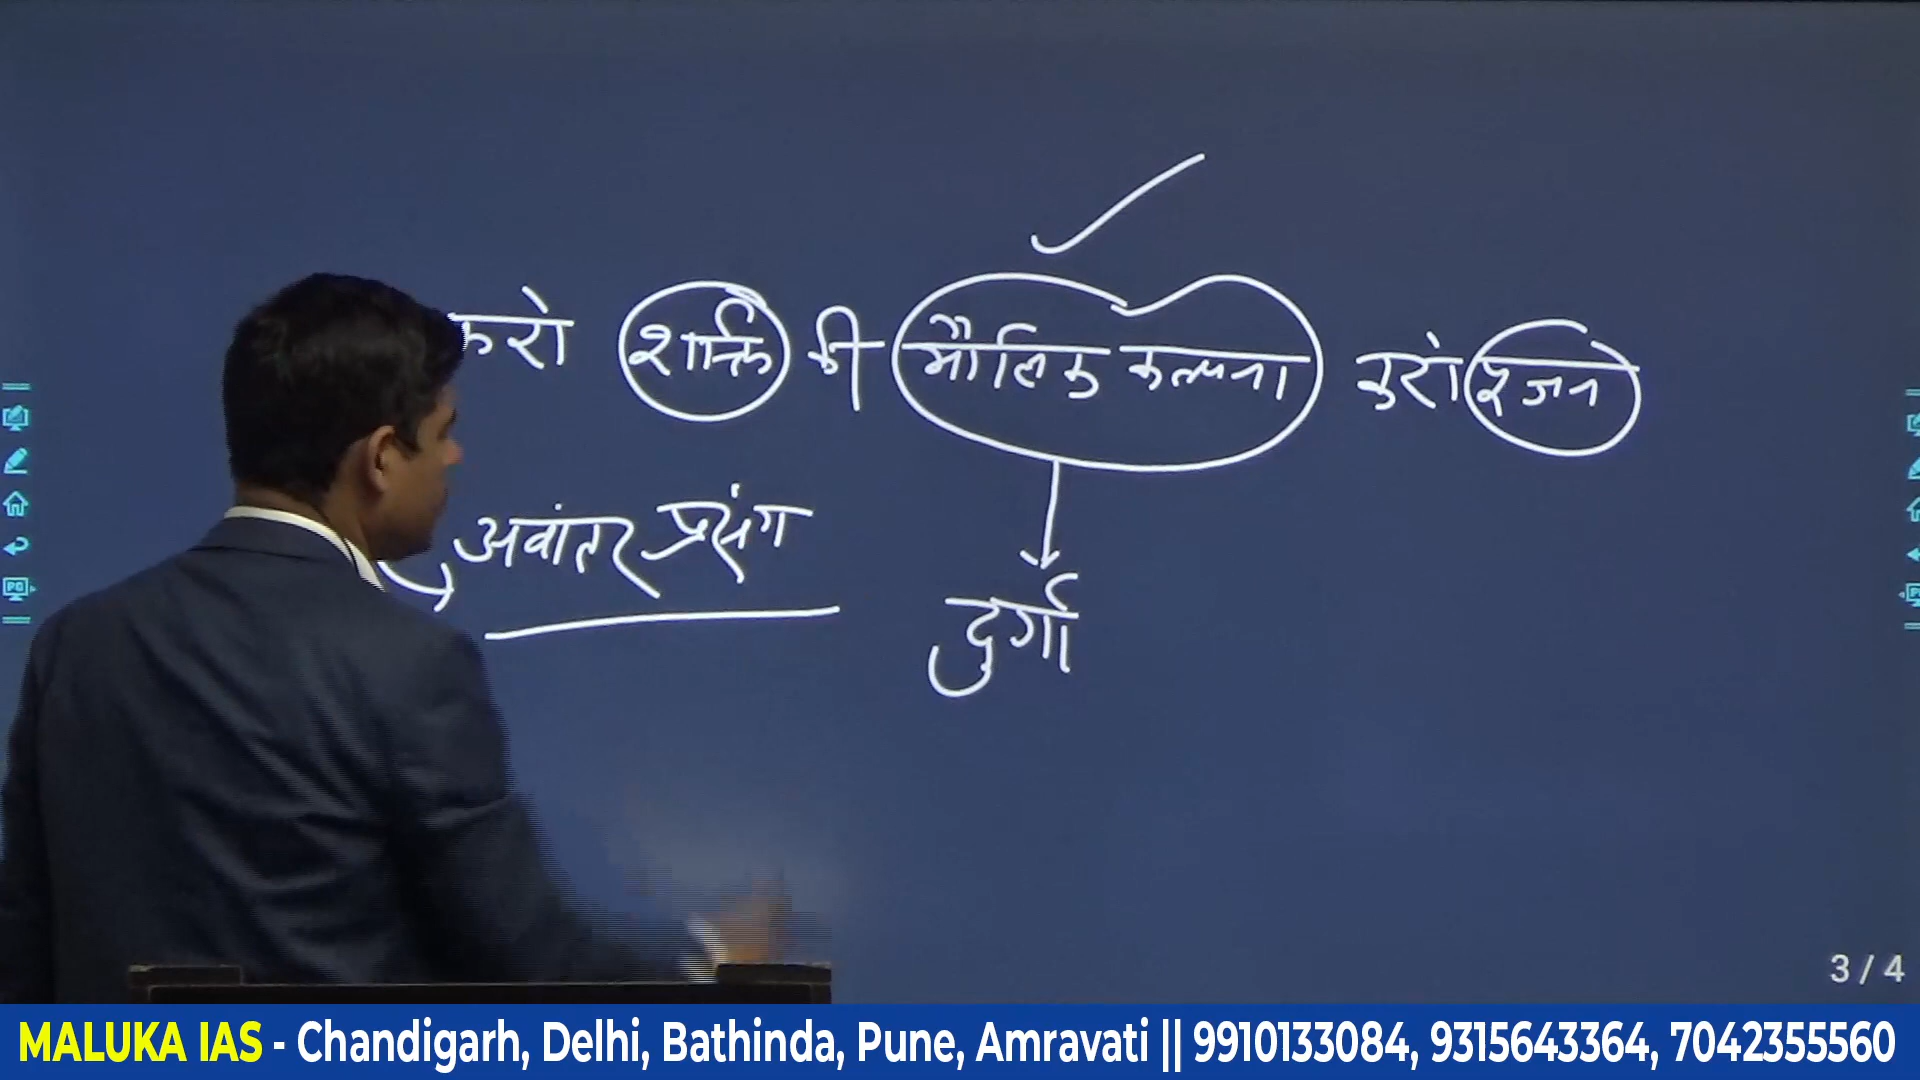 करो शक्ति की मौलिक कल्पना करो सृजन
अवांतर प्रसंग
दुर्गा
3 / 4
MALUKA IAS - Chandigarh, Delhi, Bathinda, Pune, Amravati || 9910133084, 9315643364, 7042355560